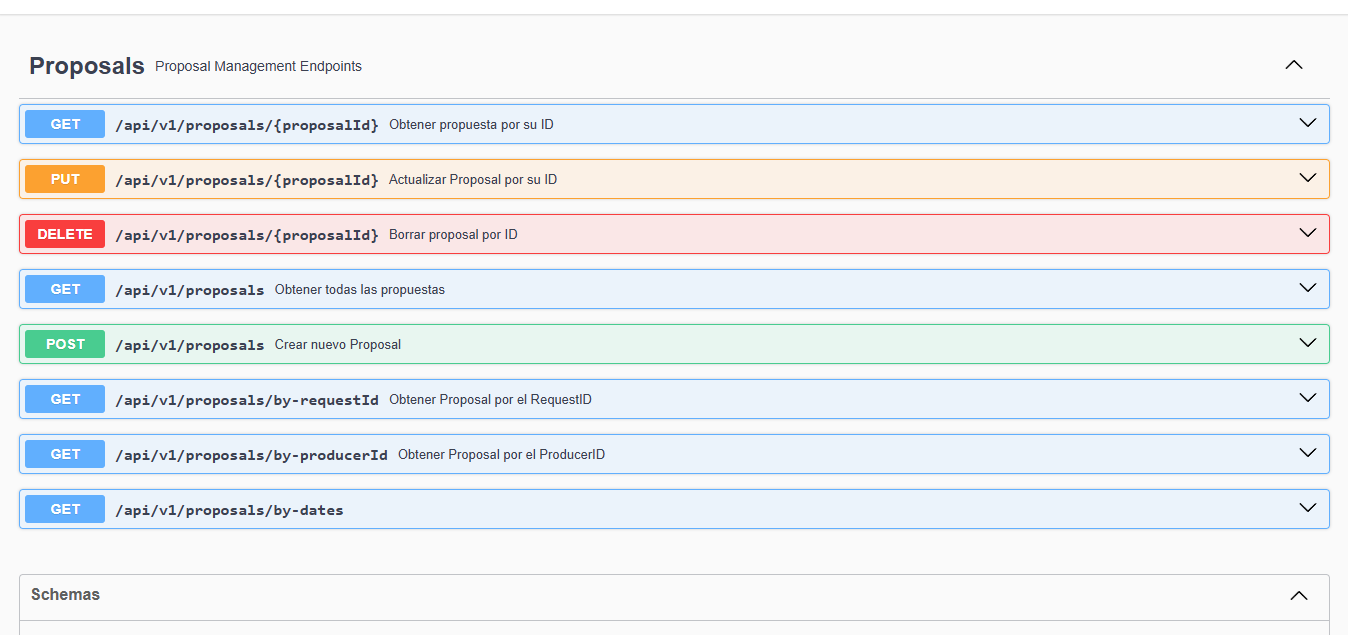 Proposals Proposal Management Endpoints
GET /api/v1/proposals/{proposalId} Obtener propuesta por su ID
PUT /api/v1/proposals/{proposalId} Actualizar Proposal por su ID
DELETE /api/v1/proposals/{proposalId} Borrar proposal por ID
GET /api/v1/proposals Obtener todas las propuestas
POST /api/v1/proposals Crear nuevo Proposal
GET /api/v1/proposals/by-requestId Obtener Proposal por el RequestID
GET /api/v1/proposals/by-producerId Obtener Proposal por el ProducerID
GET /api/v1/proposals/by-dates
Schemas